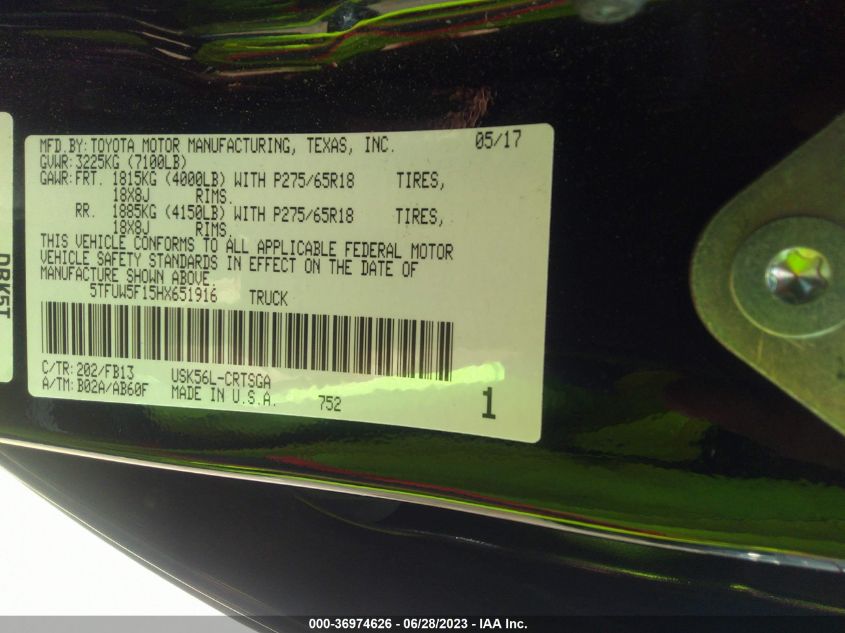 MFD.BY:TOYOTA MOTOR MANUFACTURING, TEXAS, INC. 05/17
GVWR:3225KG (7100LB)
GAWR:FRT. 1815KG (4000LB) WITH P275/65R18 TIRES,
18X8J RIMS.
RR. 1885KG (4150LB) WITH P275/65R18 TIRES,
18X8J RIMS.
THIS VEHICLE CONFORMS TO ALL APPLICABLE FEDERAL MOTOR
VEHICLE SAFETY STANDARDS IN EFFECT ON THE DATE OF
MANUFACTURE SHOWN ABOVE.
5TFUW5F15HX651916 TRUCK
C/TR:202/FB13 USK56L-CRTSGA
A/TM:B02A/AB60F MADE IN U.S.A. 752 1
DBK5T
000-36974626 - 06/28/2023 - IAA Inc.